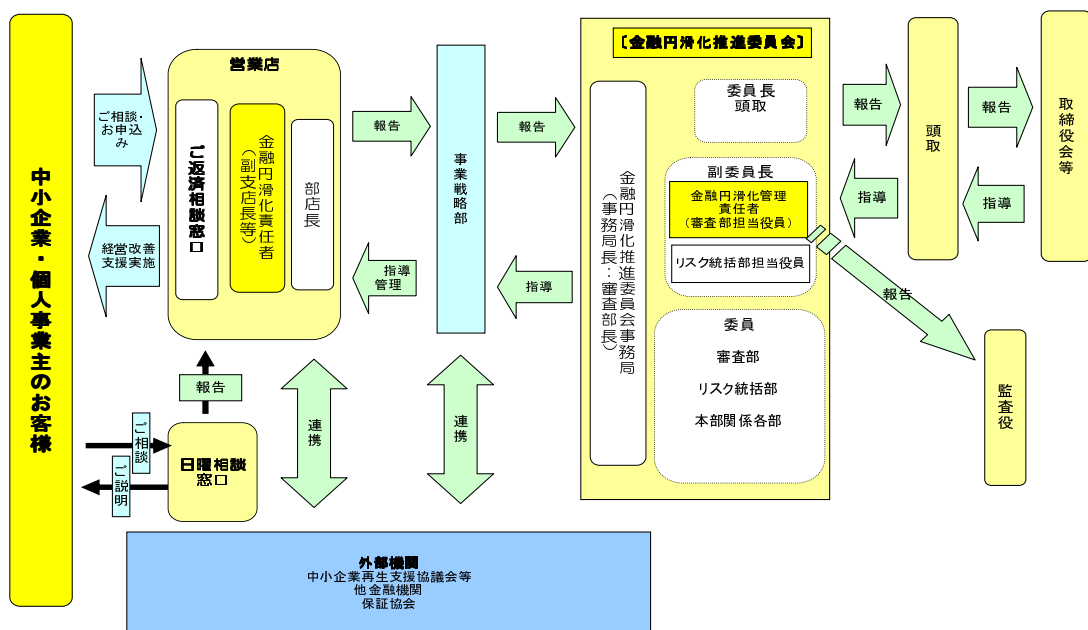 中小企業・個人事業主のお客様
ご相談・
お申込
み
経営改善
支援実施
営業店
ご返済相談窓口
金融円滑化責任者
(副支店長等)
部店長
報告
指導
管理
事業戦略部
報告
指導
[金融円滑化推進委員会]
金融円滑化推進委員会事務局
(事務局長:審査部長)
委員長
頭取
副委員長
金融円滑化管理
責任者
(審査部担当役員)
リスク統括部担当役員
委員
審査部
リスク統括部
本部関係各部
報告
指導
頭取
報告
指導
取締役会等
報告
監査役
報告
ご相談
ご説明
日曜相談
窓口
連携
連携
外部機関
中小企業再生支援協議会等
他金融機関
保証協会